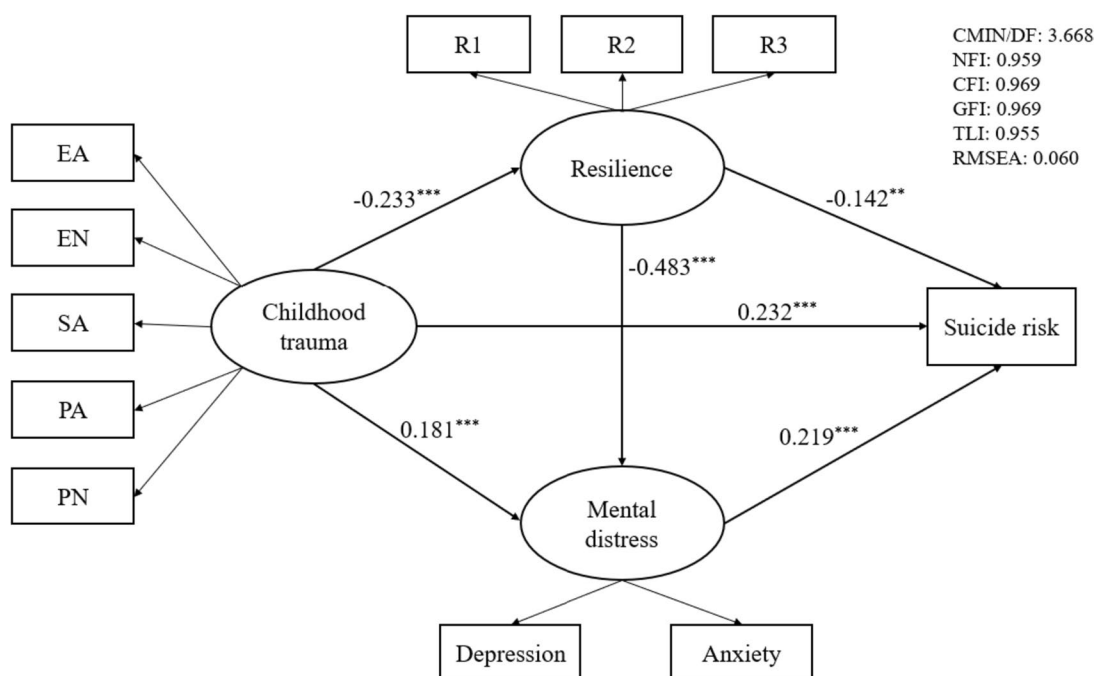 R1
R2
R3
CMIN/DF: 3.668
NFI: 0.959
CFI: 0.969
GFI: 0.969
TLI: 0.955
RMSEA: 0.060
EA
EN
SA
PA
PN
Resilience
-0.233***
-0.142**
-0.483***
Childhood
trauma
0.232***
Suicide risk
0.181***
0.219***
Mental
distress
Depression
Anxiety